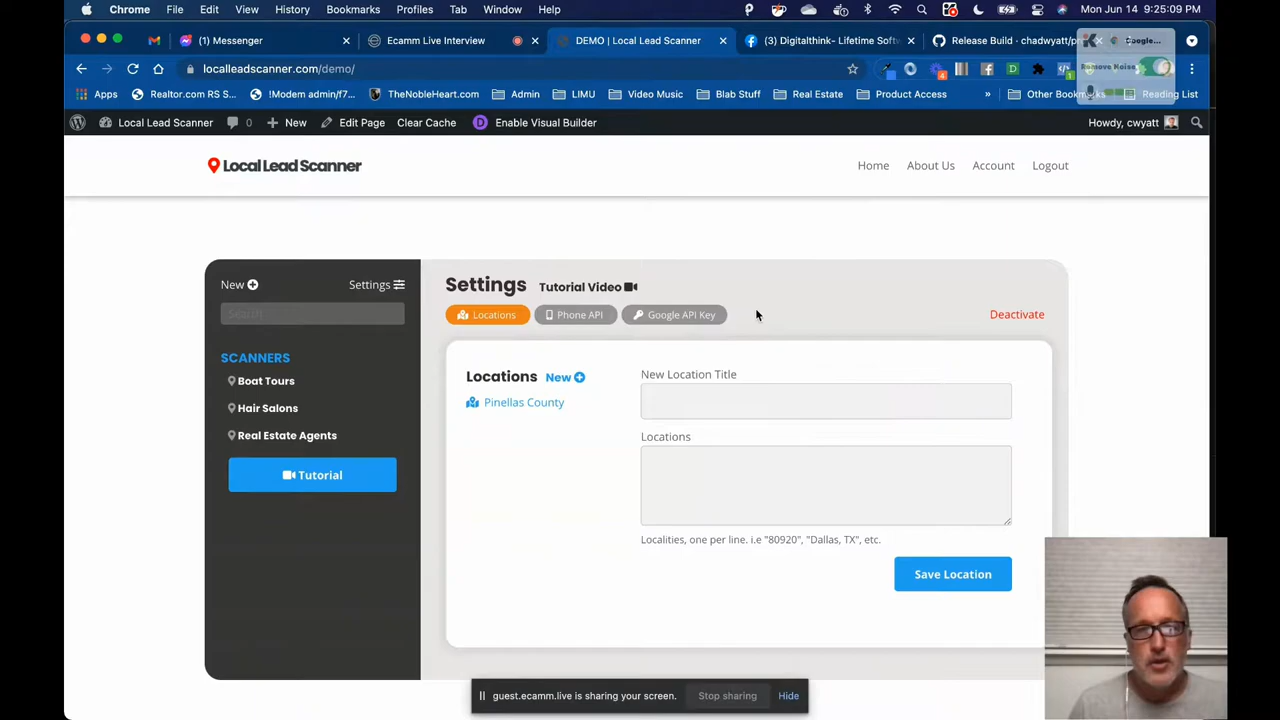 Chrome File Edit View History Bookmarks Profiles Tab Window Help Mon Jun 14 9:25:09 PM
(1) Messenger Ecamm Live Interview DEMO | Local Lead Scanner (3) Digitalthink- Lifetime Softw Release Build · chadwyatt/pr Google...
localleadscanner.com/demo/
Remove Noise
Apps Realtor.com RS S... !Modem admin/f7... TheNobleHeart.com Admin LIMU Video Music Blab Stuff Real Estate Product Access » Other Bookmarks Reading List
Local Lead Scanner 0 New Edit Page Clear Cache D Enable Visual Builder Howdy, cwyatt
Local Lead Scanner Home About Us Account Logout
New Settings
Search
SCANNERS
Boat Tours
Hair Salons
Real Estate Agents
Tutorial
Settings Tutorial Video
Locations Phone API Google API Key Deactivate
Locations New
Pinellas County
New Location Title
Locations
Localities, one per line. i.e "80920", "Dallas, TX", etc.
Save Location
guest.ecamm.live is sharing your screen. Stop sharing Hide